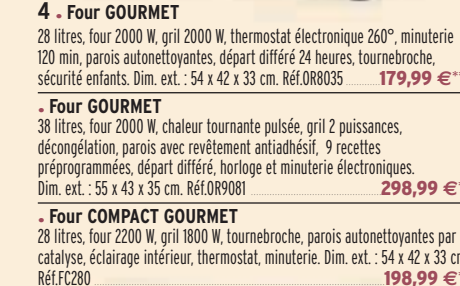 4 . Four GOURMET
28 litres, four 2000 W, gril 2000 W, thermostat électronique 260°, minuterie
120 min, parois autonettoyantes, départ différé 24 heures, tournebroche,
sécurité enfants. Dim. ext. : 54 x 42 x 33 cm. Réf.OR8035 ............ 179,99 €**
. Four GOURMET
38 litres, four 2000 W, chaleur tournante pulsée, gril 2 puissances,
décongélation, parois avec revêtement antiadhésif, 9 recettes
préprogrammées, départ différé, horloge et minuterie électroniques.
Dim. ext. : 55 x 43 x 35 cm. Réf.OR9081 ............ 298,99 €*
. Four COMPACT GOURMET
28 litres, four 2200 W, gril 1800 W, tournebroche, parois autonettoyantes par
catalyse, éclairage intérieur, thermostat, minuterie. Dim. ext. : 54 x 42 x 33 cm
Réf.FC280 ............ 198,99 €*